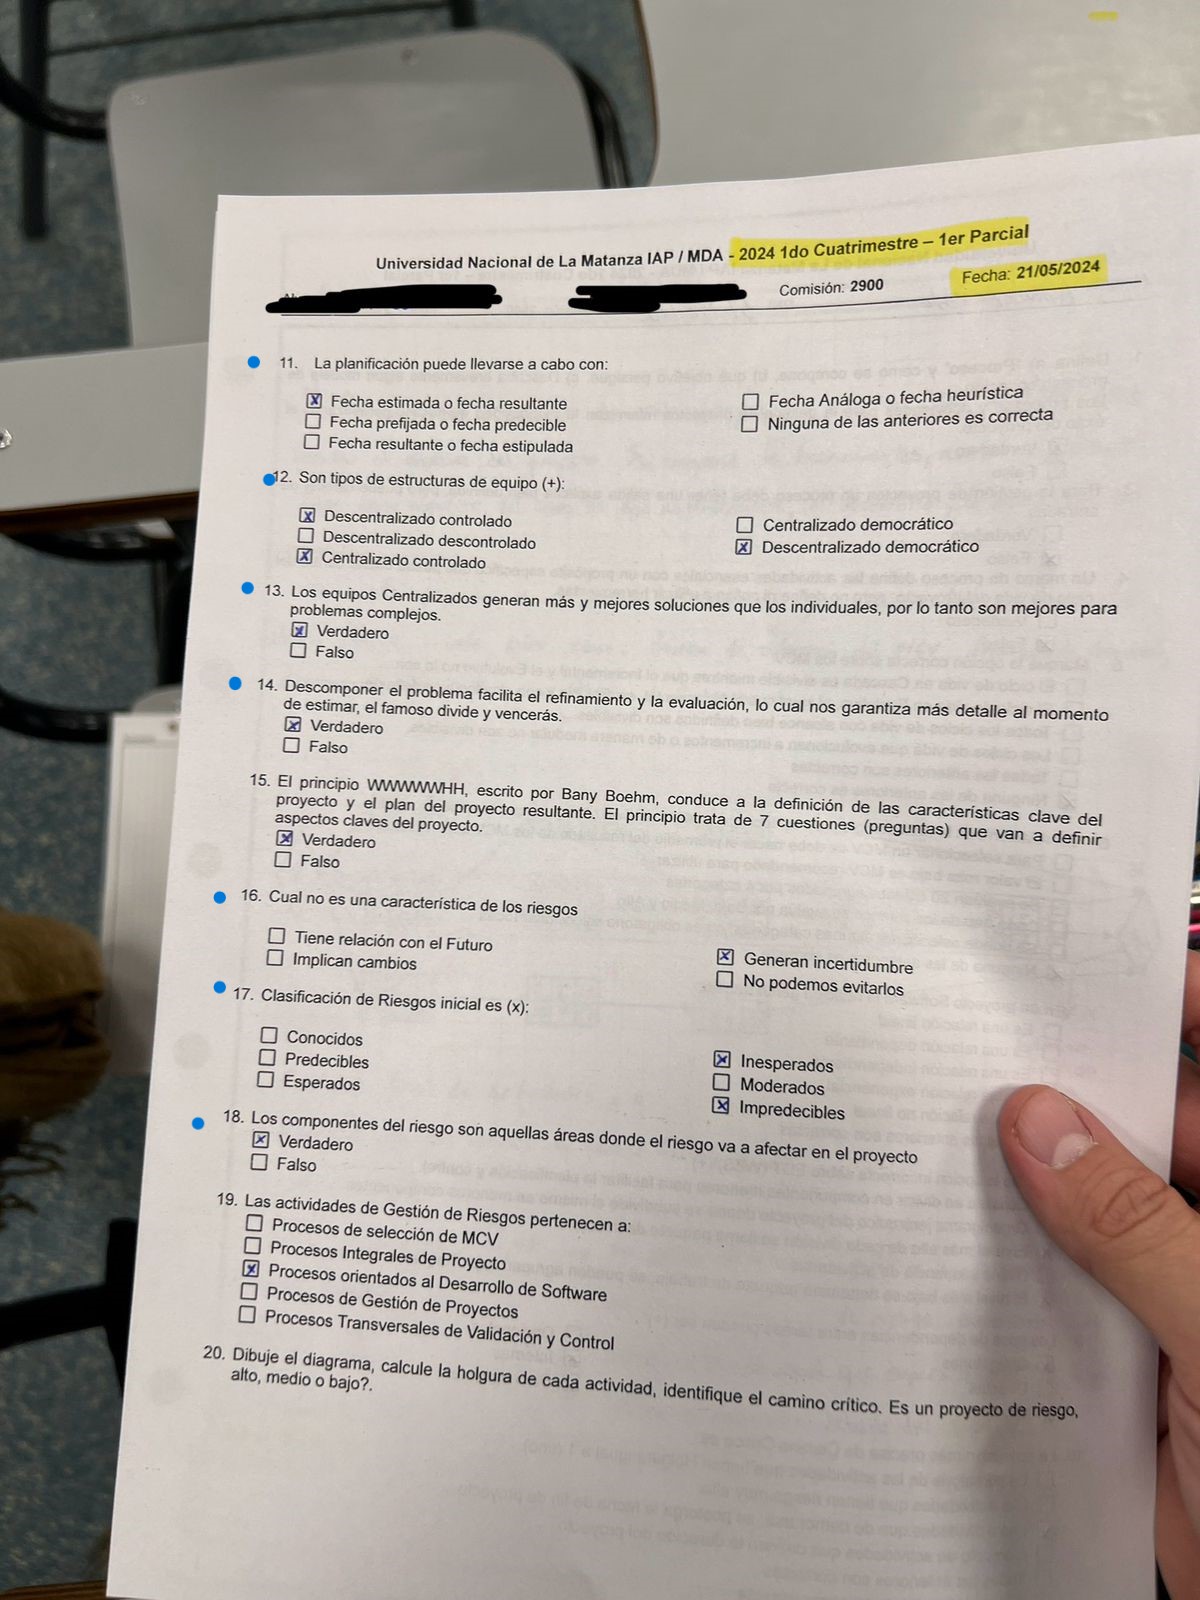 Universidad Nacional de La Matanza IAP / MDA - 2024 1do Cuatrimestre – 1er Parcial
Comisión: 2900 Fecha: 21/05/2024
11. La planificación puede llevarse a cabo con:
Fecha estimada o fecha resultante
Fecha prefijada o fecha predecible
Fecha resultante o fecha estipulada
Fecha Análoga o fecha heurística
Ninguna de las anteriores es correcta
12. Son tipos de estructuras de equipo (+):
Descentralizado controlado
Descentralizado descontrolado
Centralizado controlado
Centralizado democrático
Descentralizado democrático
13. Los equipos Centralizados generan más y mejores soluciones que los individuales, por lo tanto son mejores para
problemas complejos.
Verdadero
Falso
14. Descomponer el problema facilita el refinamiento y la evaluación, lo cual nos garantiza más detalle al momento
de estimar, el famoso divide y vencerás.
Verdadero
Falso
15. El principio WWWWWHH, escrito por Bany Boehm, conduce a la definición de las características clave del
proyecto y el plan del proyecto resultante. El principio trata de 7 cuestiones (preguntas) que van a definir
aspectos claves del proyecto.
Verdadero
Falso
16. Cual no es una característica de los riesgos
Tiene relación con el Futuro
Implican cambios
Generan incertidumbre
No podemos evitarlos
17. Clasificación de Riesgos inicial es (x):
Conocidos
Predecibles
Esperados
Inesperados
Moderados
Impredecibles
18. Los componentes del riesgo son aquellas áreas donde el riesgo va a afectar en el proyecto
Verdadero
Falso
19. Las actividades de Gestión de Riesgos pertenecen a:
Procesos de selección de MCV
Procesos Integrales de Proyecto
Procesos orientados al Desarrollo de Software
Procesos de Gestión de Proyectos
Procesos Transversales de Validación y Control
20. Dibuje el diagrama, calcule la holgura de cada actividad, identifique el camino crítico. Es un proyecto de riesgo,
alto, medio o bajo?.